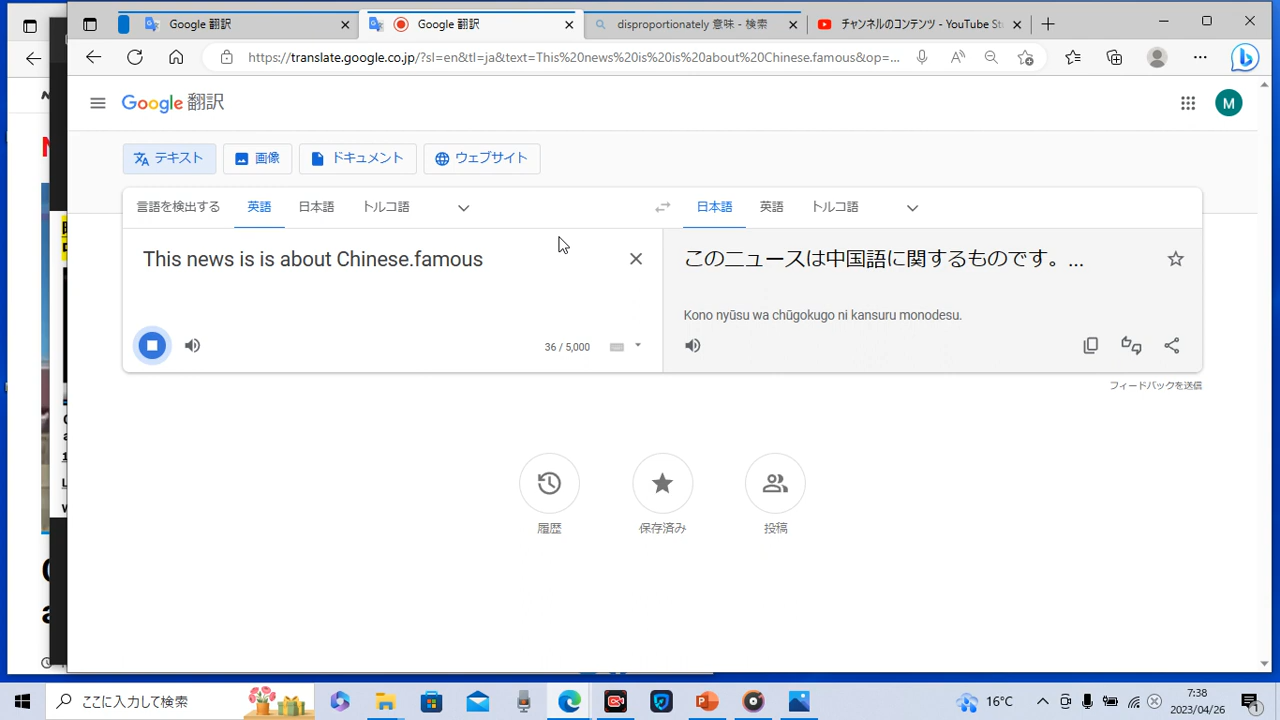 Google 翻訳
Google 翻訳
disproportionately 意味 - 検索
チャンネルのコンテンツ - YouTube St
https://translate.google.co.jp/?sl=en&tl=ja&text=This%20news%20is%20is%20about%20Chinese.famous&op=...
Google 翻訳
M
テキスト
画像
ドキュメント
ウェブサイト
言語を検出する
英語
日本語
トルコ語
日本語
英語
トルコ語
This news is is about Chinese.famous
このニュースは中国語に関するものです。...
Kono nyūsu wa chūgokugo ni kansuru monodesu.
36 / 5,000
フィードバックを送信
履歴
保存済み
投稿
ここに入力して検索
16°C
7:38
2023/04/26
1